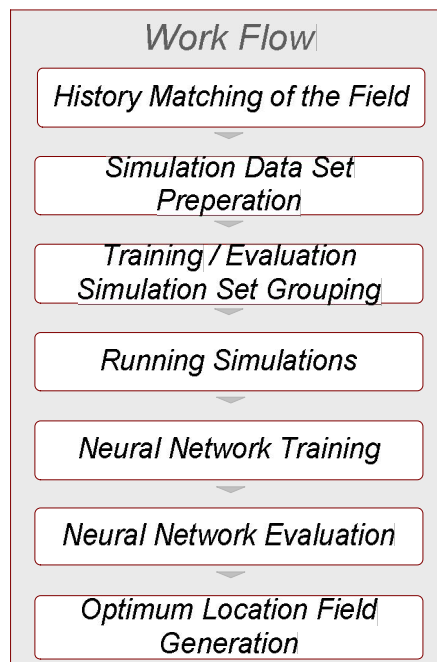 Work Flow
History Matching of the Field
Simulation Data Set
Preperation
Training / Evaluation
Simulation Set Grouping
Running Simulations
Neural Network Training
Neural Network Evaluation
Optimum Location Field
Generation